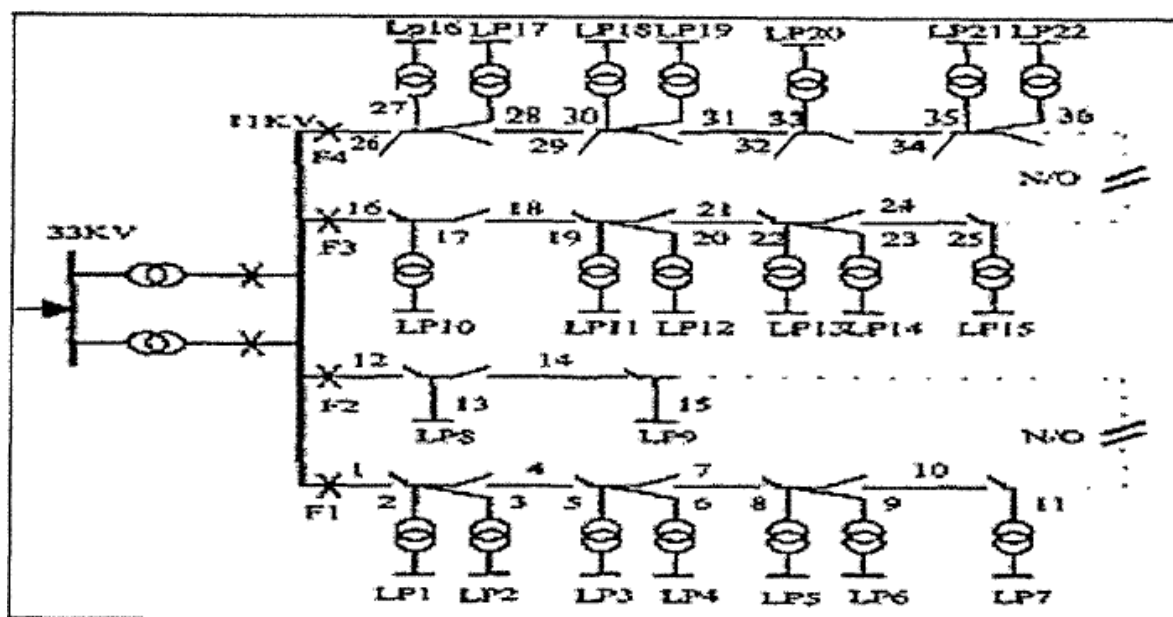 Lp16 LP17 LP18 LP19 LP20 LP21 LP22
27 28 30 31 33 35 36
11KV
26 29 32 34
F4
N/O
16 18 21 24
33KV
F3 17 19 20 22 23 25
LP10 LP11 LP12 LP13 LP14 LP15
12 14
F2 13 15
LP8 LP9
N/O
1 4 7 10
F1 2 3 5 6 8 9 11
LP1 LP2 LP3 LP4 LP5 LP6 LP7